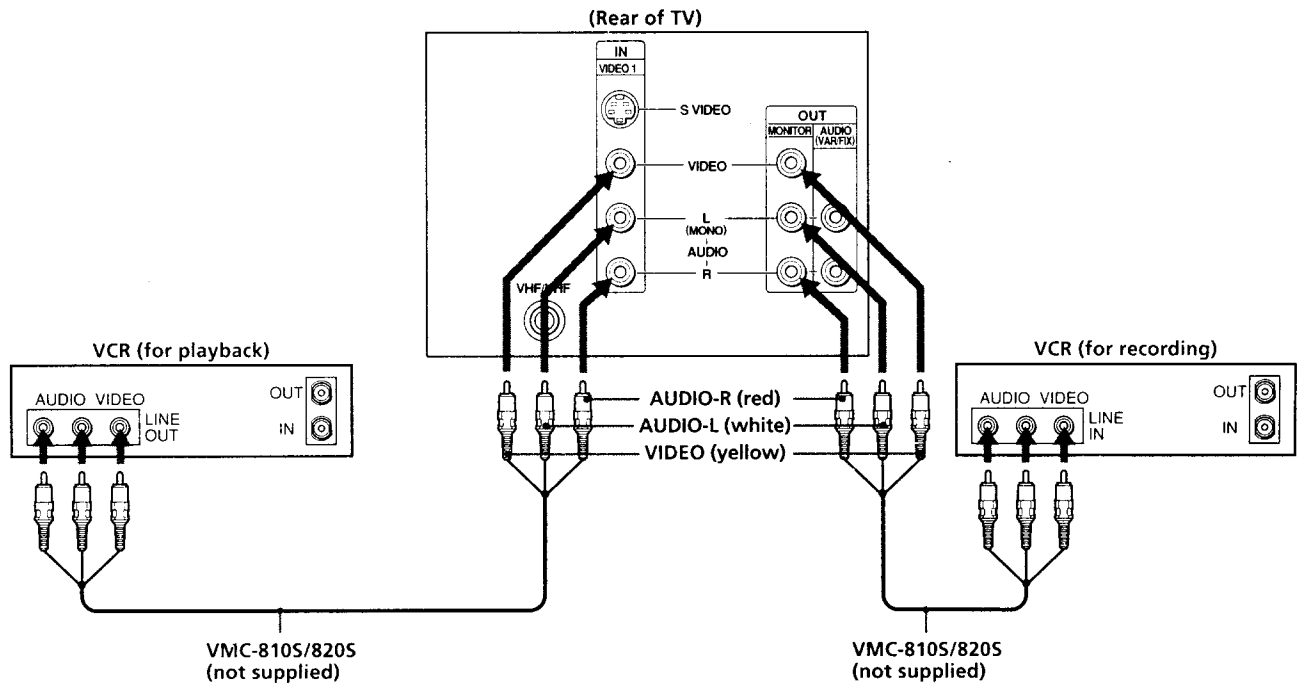 (Rear of TV)
IN
VIDEO 1
S VIDEO
OUT
MONITOR
AUDIO
(VAR/FIX)
VIDEO
L
(MONO)
AUDIO
R
VHF/UHF
VCR (for playback)
OUT
AUDIO VIDEO
LINE
OUT
IN
AUDIO-R (red)
AUDIO-L (white)
VIDEO (yellow)
VCR (for recording)
OUT
AUDIO VIDEO
LINE
IN
IN
VMC-810S/820S
(not supplied)
VMC-810S/820S
(not supplied)